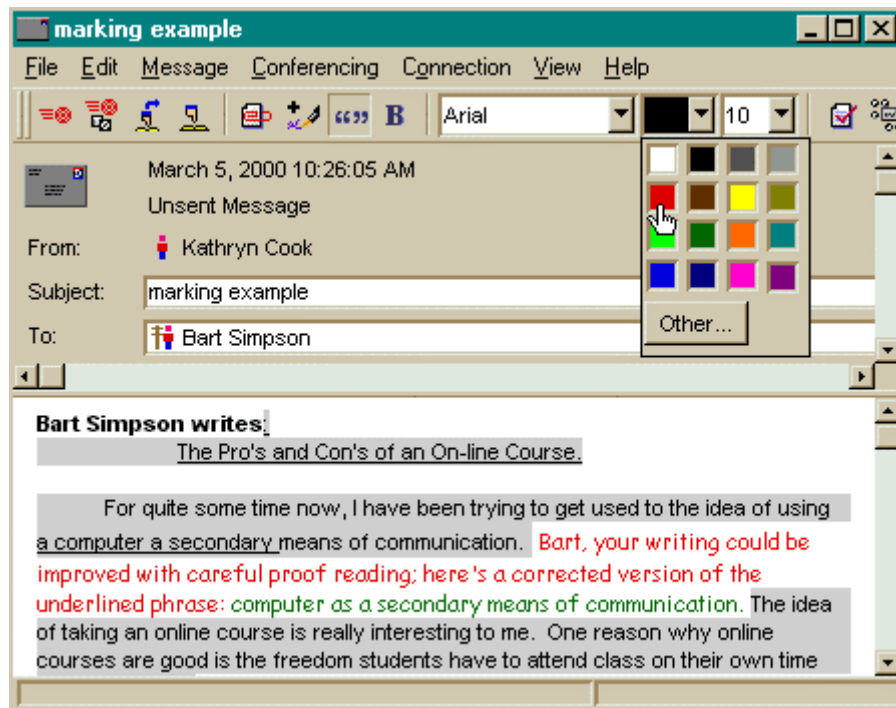 marking example
File Edit Message Conferencing Connection View Help
B Arial 10
March 5, 2000 10:26:05 AM
Unsent Message
From: Kathryn Cook
Subject: marking example
To: Bart Simpson
Other...
Bart Simpson writes:
The Pro's and Con's of an On-line Course.
For quite some time now, I have been trying to get used to the idea of using
a computer a secondary means of communication. Bart, your writing could be
improved with careful proof reading; here's a corrected version of the
underlined phrase: computer as a secondary means of communication. The idea
of taking an online course is really interesting to me. One reason why online
courses are good is the freedom students have to attend class on their own time